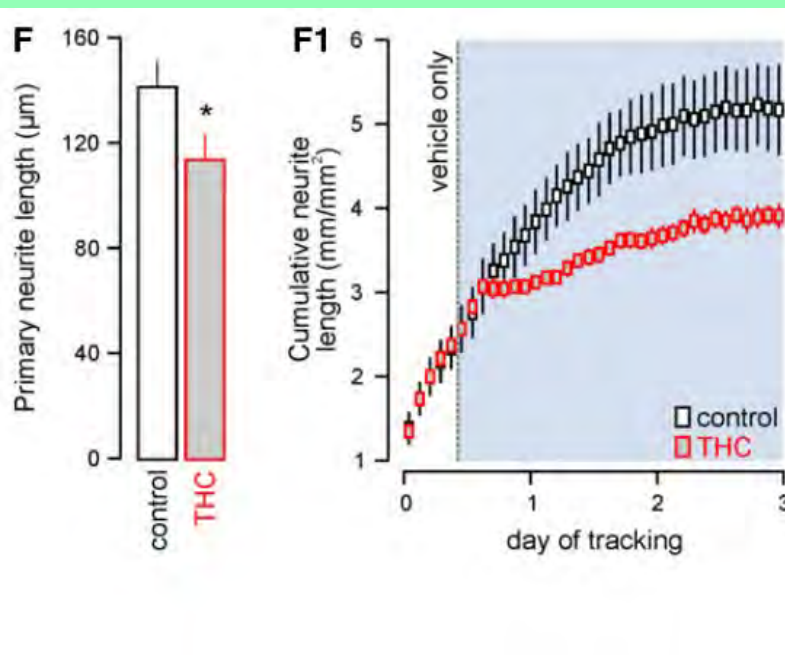 F
160
120
80
40
0
Primary neurite length (µm)
*
control
THC
F1
6
5
4
3
2
1
Cumulative neurite
length (mm/mm²)
vehicle only
control
THC
0 1 2 3
day of tracking